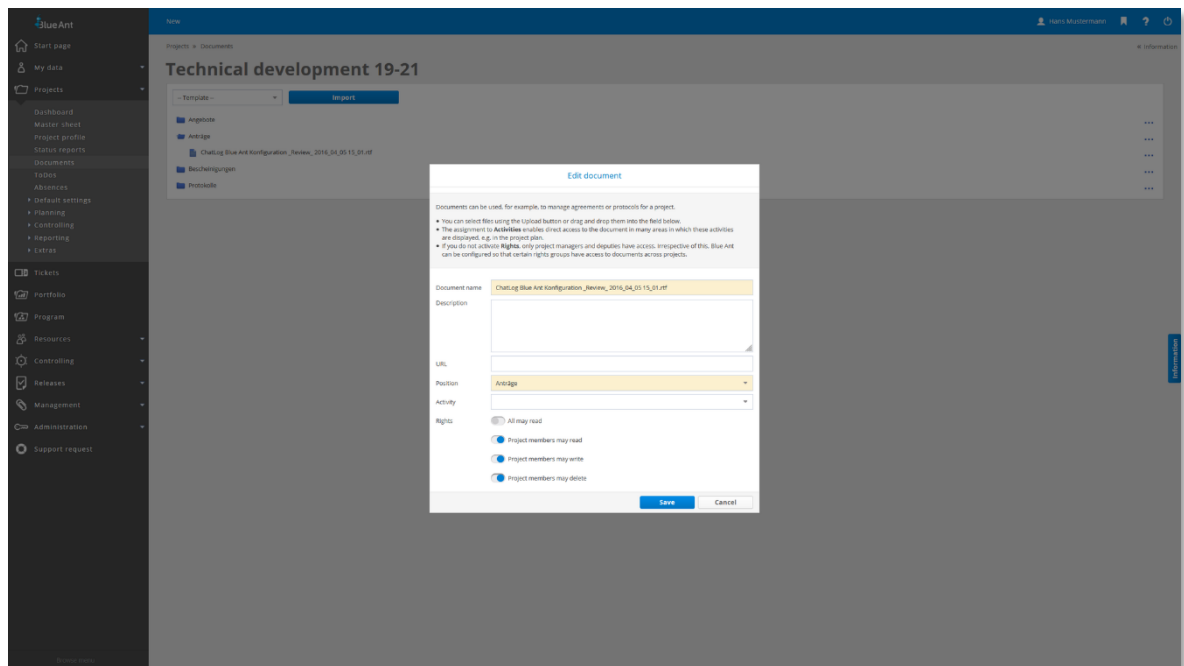 BlueAnt
New
Hans Mustermann
?
Start page
My data
Projects
Dashboard
Master sheet
Project profile
Status reports
Documents
ToDos
Absences
Default settings
Planning
Controlling
Reporting
Extras
Tickets
Portfolio
Program
Resources
Controlling
Releases
Management
Administration
Support request
Projects » Documents
« Information
Technical development 19-21
-- Template --
Import
Angebote
Anträge
ChatLog Blue Ant Konfiguration _Review_ 2016_04_05 15_01.rtf
Bescheinigungen
Protokolle
Edit document
Documents can be used, for example, to manage agreements or protocols for a project.
• You can select files using the Upload button or drag and drop them into the field below.
• The assignment to Activities enables direct access to the document in many areas in which these activities
are displayed, e.g. in the project plan.
• If you do not activate Rights, only project managers and deputies have access. Irrespective of this, Blue Ant
can be configured so that certain rights groups have access to documents across projects.
Document name
ChatLog Blue Ant Konfiguration _Review_ 2016_04_05 15_01.rtf
Description
URL
Position
Anträge
Activity
Rights
All may read
Project members may read
Project members may write
Project members may delete
Save
Cancel
Information